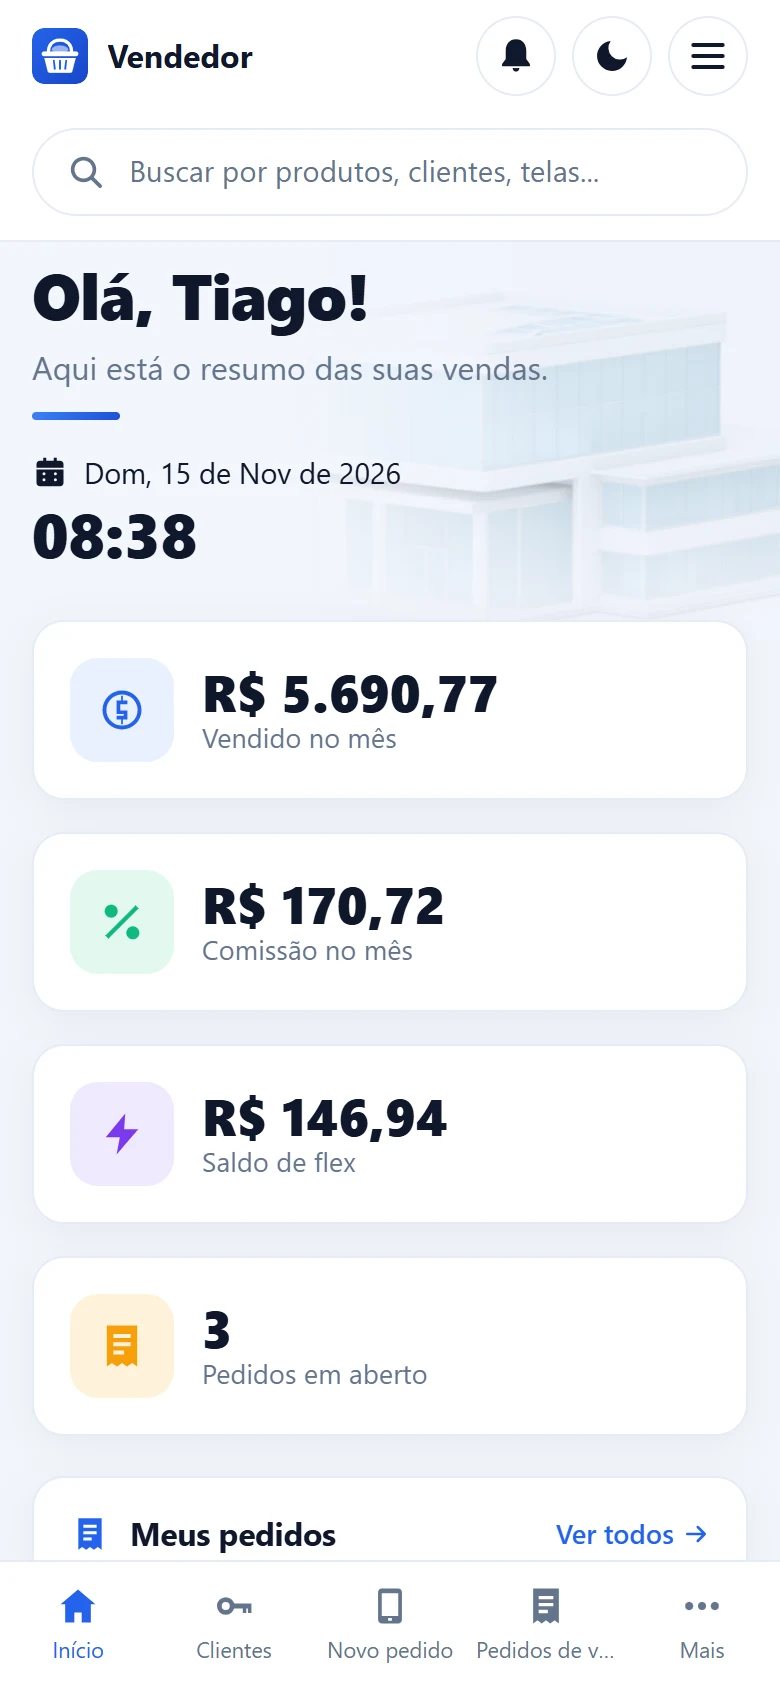 Vendedor
Buscar por produtos, clientes, telas...
Olá, Tiago!
Aqui está o resumo das suas vendas.
Dom, 15 de Nov de 2026
08:38
R$ 5.690,77
Vendido no mês
R$ 170,72
Comissão no mês
R$ 146,94
Saldo de flex
3
Pedidos em aberto
Meus pedidos
Ver todos
Início
Clientes
Novo pedido
Pedidos de v...
Mais